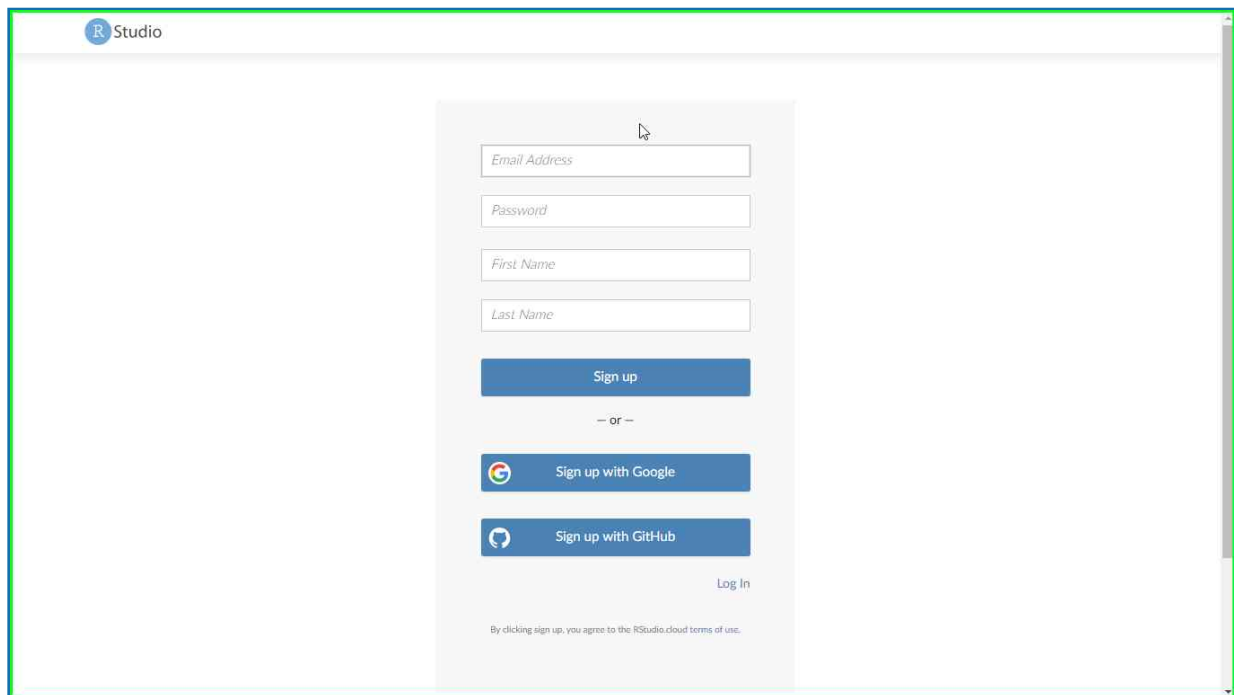 R Studio
Email Address
Password
First Name
Last Name
Sign up
— or —
Sign up with Google
Sign up with GitHub
Log In
By clicking sign up, you agree to the RStudio.cloud terms of use.